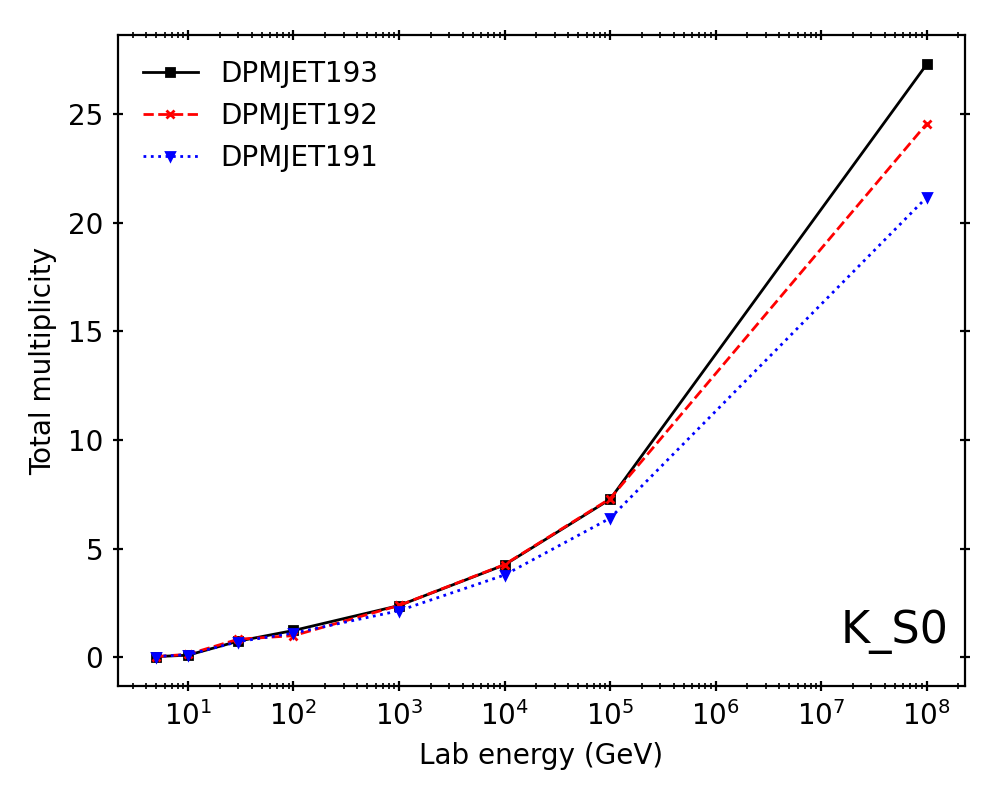 DPMJET193
DPMJET192
DPMJET191
25
20
15
10
5
0
Total multiplicity
K_S0
10¹ 10² 10³ 10⁴ 10⁵ 10⁶ 10⁷ 10⁸
Lab energy (GeV)